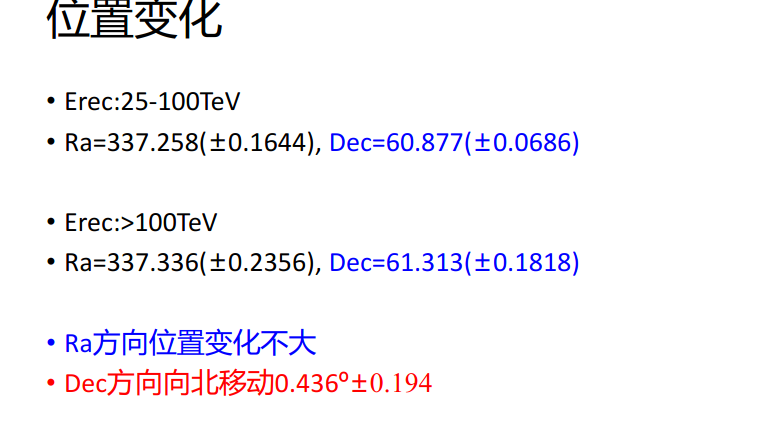 位置变化
• Erec:25-100TeV
• Ra=337.258(±0.1644), Dec=60.877(±0.0686)
• Erec:>100TeV
• Ra=337.336(±0.2356), Dec=61.313(±0.1818)
• Ra方向位置变化不大
• Dec方向向北移动0.436º±0.194